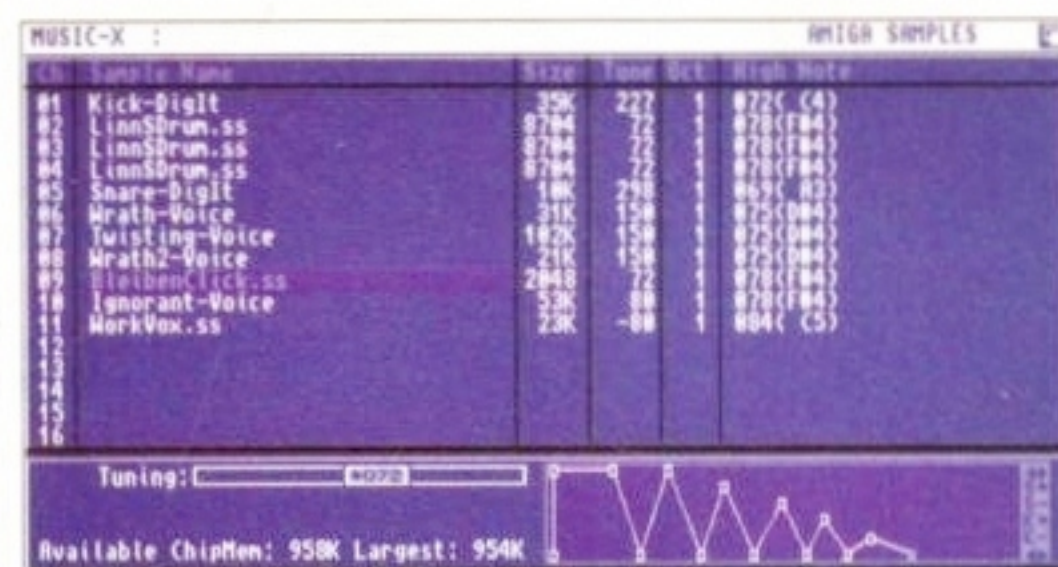 MUSIC-X : AMIGA SAMPLES
Ch Sample Name Size Tune Oct High Note
01 Kick-DigIt 35K 227 1 072( C4)
02 LinnSDrum.ss 8704 72 1 078(F#4)
03 LinnSDrum.ss 8704 72 1 078(F#4)
04 LinnSDrum.ss 8704 72 1 078(F#4)
05 Snare-DigIt 10K 298 1 069( A3)
06 Wrath-Voice 31K 150 1 075(D#4)
07 Twisting-Voice 102K 150 1 075(D#4)
08 Wrath2-Voice 21K 150 1 075(D#4)
09 BleibenClick.ss 2048 72 1 078(F#4)
10 Ignorant-Voice 53K -80 1 078(F#4)
11 WorkVox.ss 23K -80 1 084( C5)
12
13
14
15
16
Tuning: +072
Available ChipMem: 958K Largest: 954K